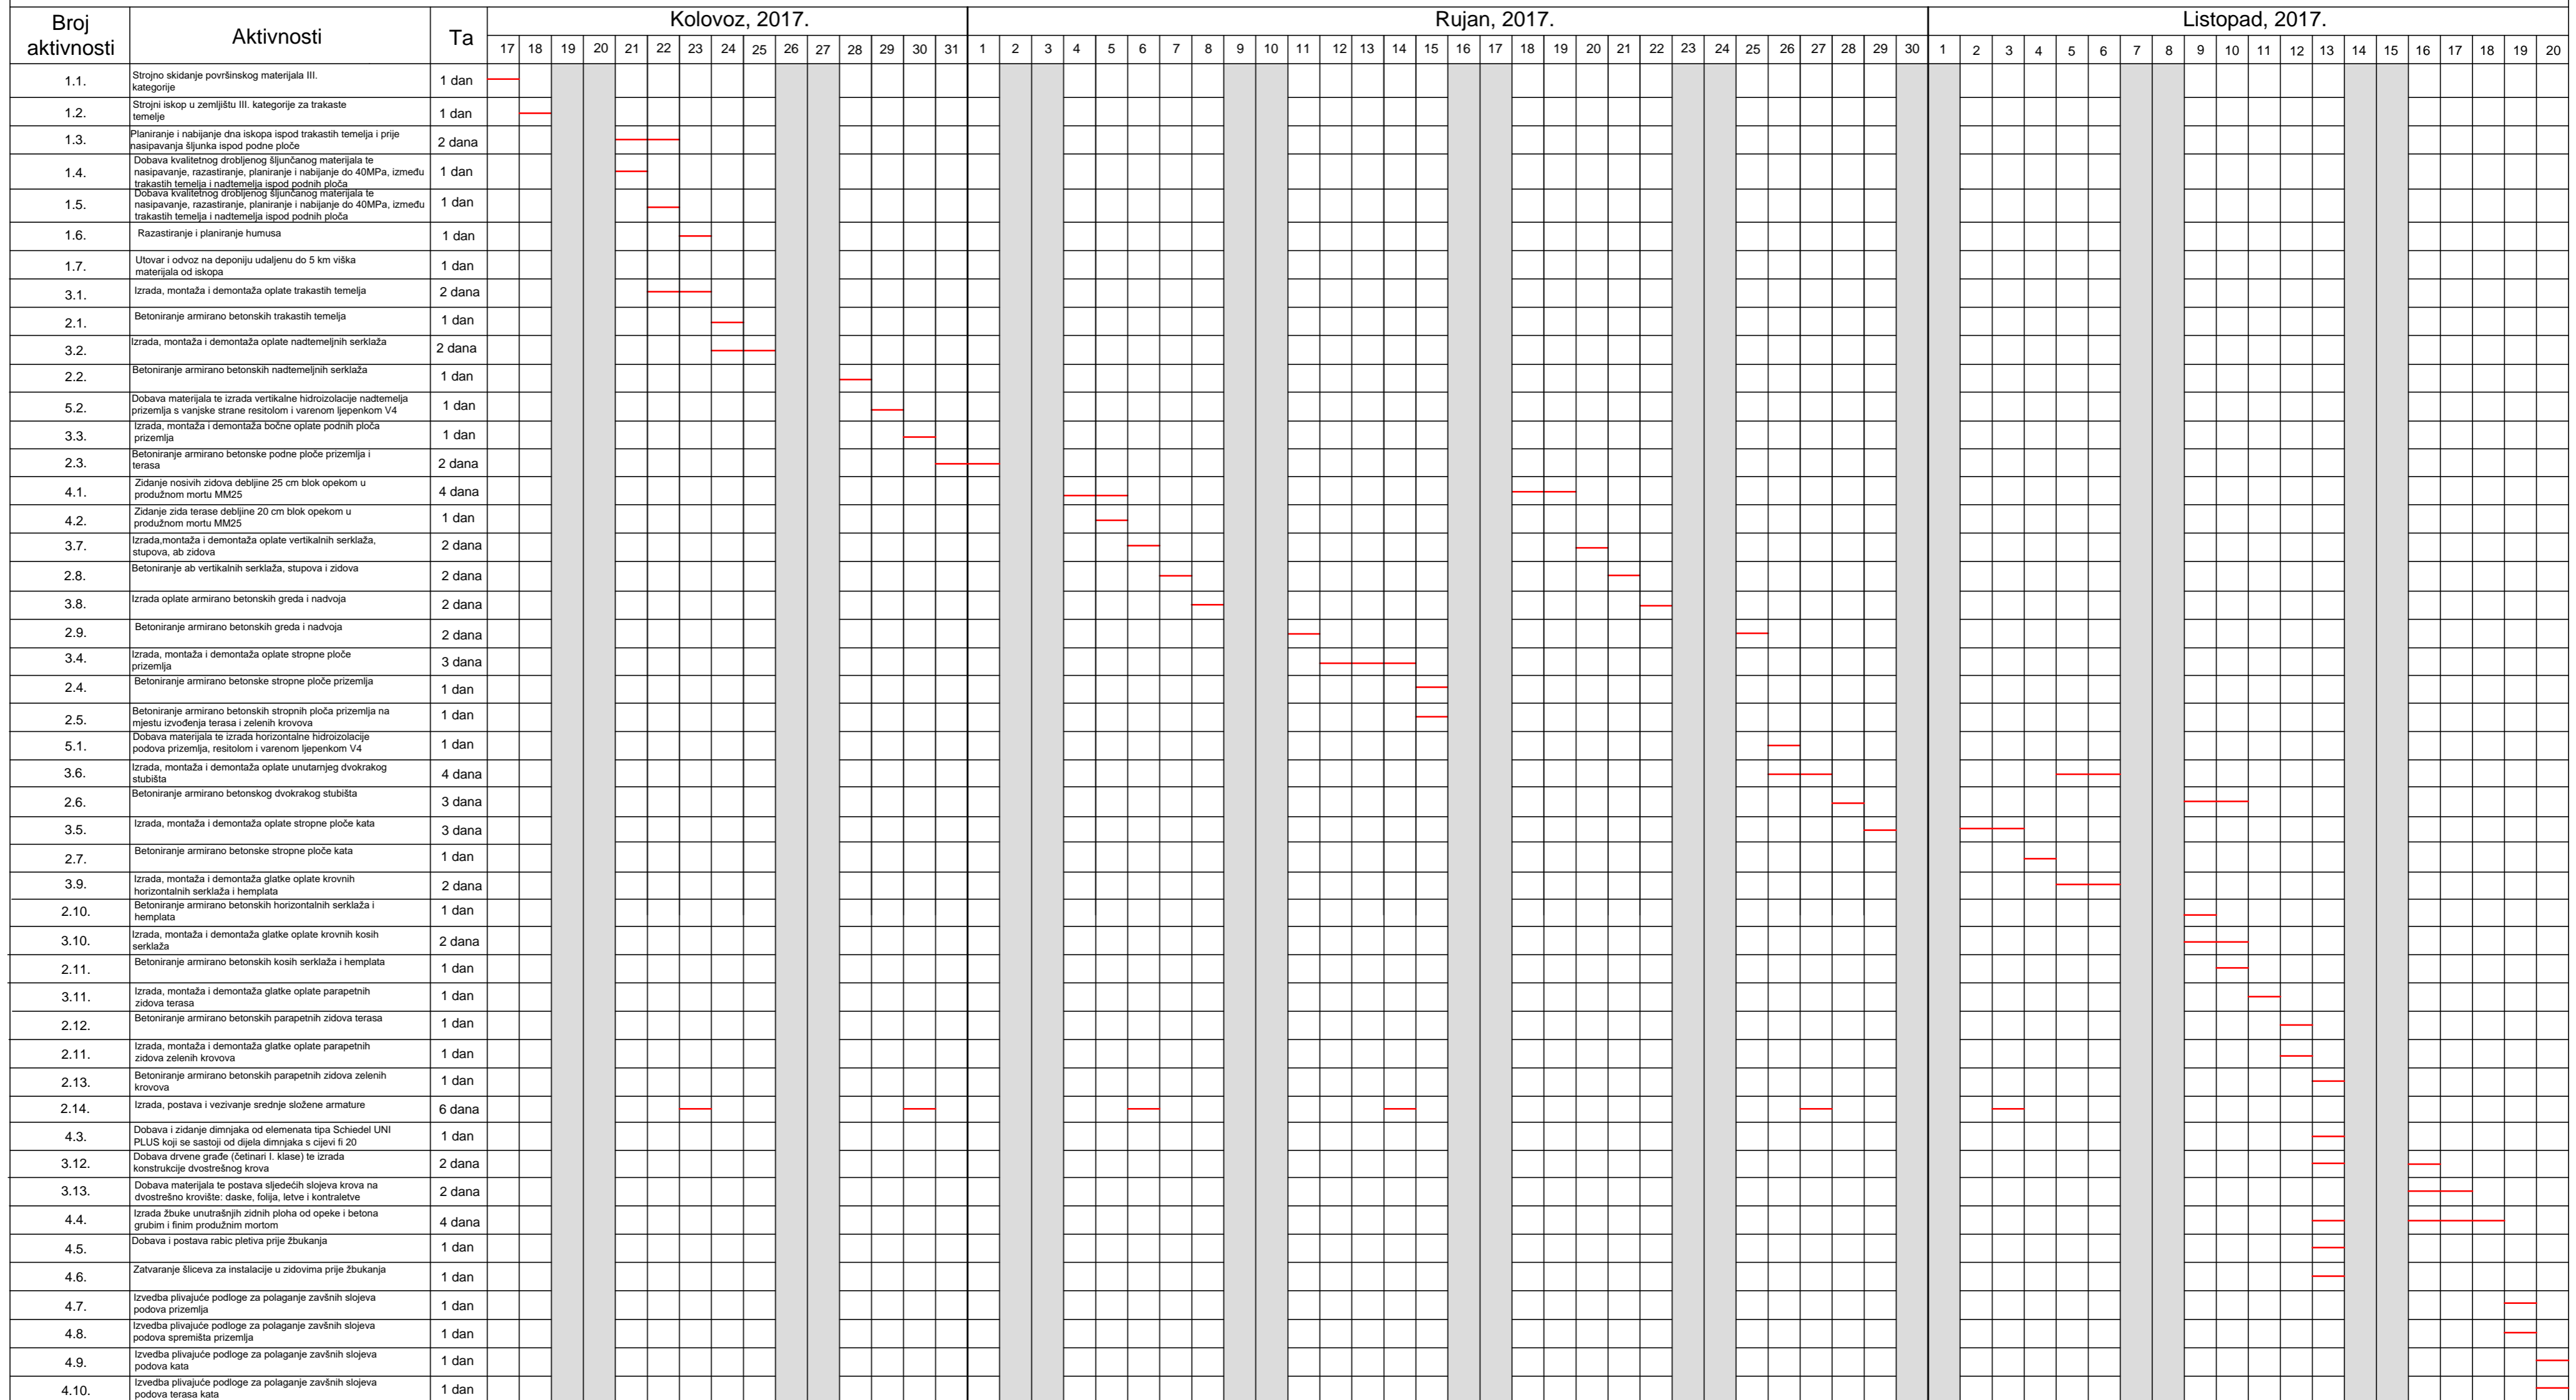 Broj
aktivnosti
Aktivnosti
Ta
Kolovoz, 2017.
Rujan, 2017.
Listopad, 2017.
17 18 19 20 21 22 23 24 25 26 27 28 29 30 31 1 2 3 4 5 6 7 8 9 10 11 12 13 14 15 16 17 18 19 20 21 22 23 24 25 26 27 28 29 30 1 2 3 4 5 6 7 8 9 10 11 12 13 14 15 16 17 18 19 20
1.1.
Strojno skidanje površinskog materijala III.
kategorije
1 dan
1.2.
Strojni iskop u zemljištu III. kategorije za trakaste
temelje
1 dan
1.3.
Planiranje i nabijanje dna iskopa ispod trakastih temelja i prije
nasipavanja šljunka ispod podne ploče
2 dana
1.4.
Dobava kvalitetnog drobljenog šljunčanog materijala te
nasipavanje, razastiranje, planiranje i nabijanje do 40MPa, između
trakastih temelja i nadtemelja ispod podnih ploča
1 dan
1.5.
Dobava kvalitetnog drobljenog šljunčanog materijala te
nasipavanje, razastiranje, planiranje i nabijanje do 40MPa, između
trakastih temelja i nadtemelja ispod podnih ploča
1 dan
1.6.
Razastiranje i planiranje humusa
1 dan
1.7.
Utovar i odvoz na deponiju udaljenu do 5 km viška
materijala od iskopa
1 dan
3.1.
Izrada, montaža i demontaža oplate trakastih temelja
2 dana
2.1.
Betoniranje armirano betonskih trakastih temelja
1 dan
3.2.
Izrada, montaža i demontaža oplate nadtemeljnih serklaža
2 dana
2.2.
Betoniranje armirano betonskih nadtemeljnih serklaža
1 dan
5.2.
Dobava materijala te izrada vertikalne hidroizolacije nadtemelja
prizemlja s vanjske strane resitolom i varenom ljepenkom V4
1 dan
3.3.
Izrada, montaža i demontaža bočne oplate podnih ploča
prizemlja
1 dan
2.3.
Betoniranje armirano betonske podne ploče prizemlja i
terasa
2 dana
4.1.
Zidanje nosivih zidova debljine 25 cm blok opekom u
produžnom mortu MM25
4 dana
4.2.
Zidanje zida terase debljine 20 cm blok opekom u
produžnom mortu MM25
1 dan
3.7.
Izrada,montaža i demontaža oplate vertikalnih serklaža,
stupova, ab zidova
2 dana
2.8.
Betoniranje ab vertikalnih serklaža, stupova i zidova
2 dana
3.8.
Izrada oplate armirano betonskih greda i nadvoja
2 dana
2.9.
Betoniranje armirano betonskih greda i nadvoja
2 dana
3.4.
Izrada, montaža i demontaža oplate stropne ploče
prizemlja
3 dana
2.4.
Betoniranje armirano betonske stropne ploče prizemlja
1 dan
2.5.
Betoniranje armirano betonskih stropnih ploča prizemlja na
mjestu izvođenja terasa i zelenih krovova
1 dan
5.1.
Dobava materijala te izrada horizontalne hidroizolacije
podova prizemlja, resitolom i varenom ljepenkom V4
1 dan
3.6.
Izrada, montaža i demontaža oplate unutarnjeg dvokrakog
stubišta
4 dana
2.6.
Betoniranje armirano betonskog dvokrakog stubišta
3 dana
3.5.
Izrada, montaža i demontaža oplate stropne ploče kata
3 dana
2.7.
Betoniranje armirano betonske stropne ploče kata
1 dan
3.9.
Izrada, montaža i demontaža glatke oplate krovnih
horizontalnih serklaža i hemplata
2 dana
2.10.
Betoniranje armirano betonskih horizontalnih serklaža i
hemplata
1 dan
3.10.
Izrada, montaža i demontaža glatke oplate krovnih kosih
serklaža
2 dana
2.11.
Betoniranje armirano betonskih kosih serklaža i hemplata
1 dan
3.11.
Izrada, montaža i demontaža glatke oplate parapetnih
zidova terasa
1 dan
2.12.
Betoniranje armirano betonskih parapetnih zidova terasa
1 dan
2.11.
Izrada, montaža i demontaža glatke oplate parapetnih
zidova zelenih krovova
1 dan
2.13.
Betoniranje armirano betonskih parapetnih zidova zelenih
krovova
1 dan
2.14.
Izrada, postava i vezivanje srednje složene armature
6 dana
4.3.
Dobava i zidanje dimnjaka od elemenata tipa Schiedel UNI
PLUS koji se sastoji od dijela dimnjaka s cijevi fi 20
1 dan
3.12.
Dobava drvene građe (četinari I. klase) te izrada
konstrukcije dvostrešnog krova
2 dana
3.13.
Dobava materijala te postava sljedećih slojeva krova na
dvostrešno krovište: daske, folija, letve i kontraletve
2 dana
4.4.
Izrada žbuke unutrašnjih zidnih ploha od opeke i betona
grubim i finim produžnim mortom
4 dana
4.5.
Dobava i postava rabic pletiva prije žbukanja
1 dan
4.6.
Zatvaranje šliceva za instalacije u zidovima prije žbukanja
1 dan
4.7.
Izvedba plivajuće podloge za polaganje zavšnih slojeva
podova prizemlja
1 dan
4.8.
Izvedba plivajuće podloge za polaganje zavšnih slojeva
podova spremišta prizemlja
1 dan
4.9.
Izvedba plivajuće podloge za polaganje zavšnih slojeva
podova kata
1 dan
4.10.
Izvedba plivajuće podloge za polaganje zavšnih slojeva
podova terasa kata
1 dan